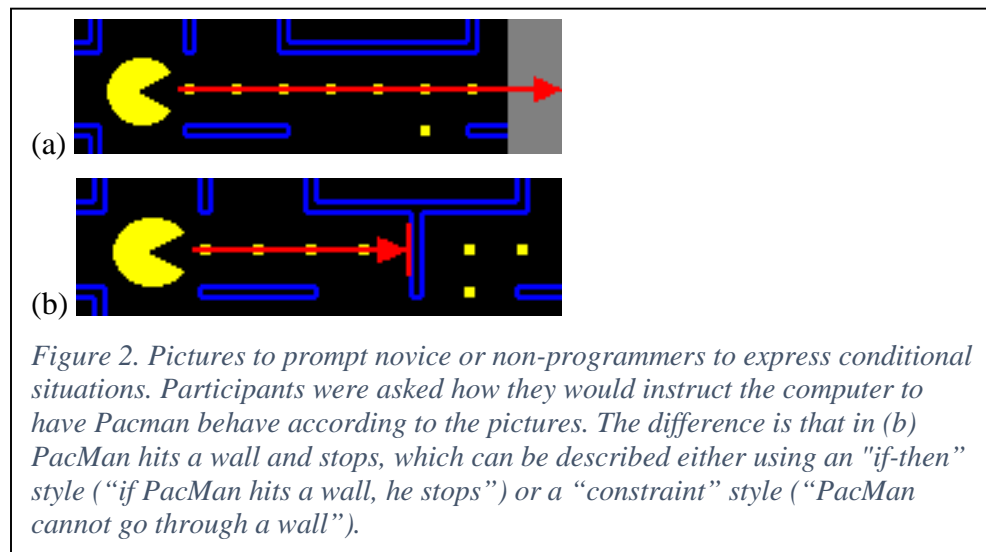 (a)
(b)
Figure 2. Pictures to prompt novice or non-programmers to express conditional
situations. Participants were asked how they would instruct the computer to
have Pacman behave according to the pictures. The difference is that in (b)
PacMan hits a wall and stops, which can be described either using an "if-then”
style (“if PacMan hits a wall, he stops”) or a “constraint” style (“PacMan
cannot go through a wall”).